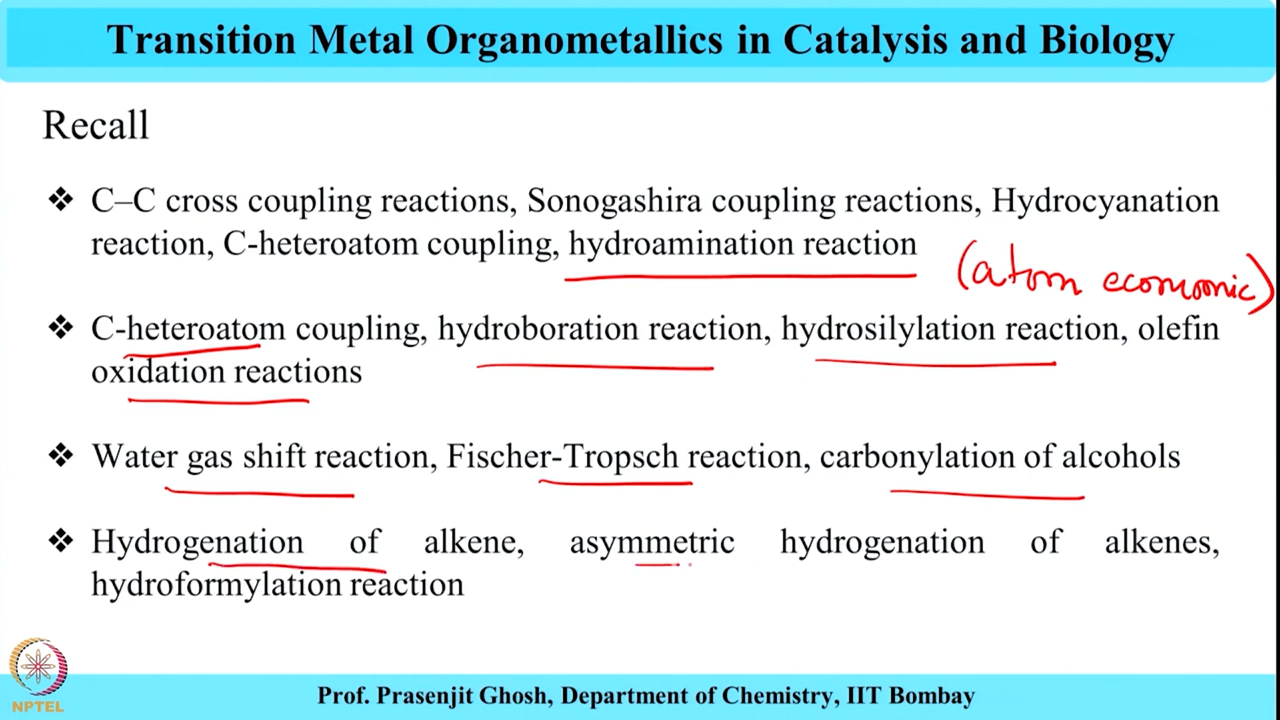 Transition Metal Organometallics in Catalysis and Biology
Recall
❖ C–C cross coupling reactions, Sonogashira coupling reactions, Hydrocyanation
reaction, C-heteroatom coupling, hydroamination reaction
(atom economic)
❖ C-heteroatom coupling, hydroboration reaction, hydrosilylation reaction, olefin
oxidation reactions
❖ Water gas shift reaction, Fischer-Tropsch reaction, carbonylation of alcohols
❖ Hydrogenation of alkene, asymmetric hydrogenation of alkenes,
hydroformylation reaction
NPTEL
Prof. Prasenjit Ghosh, Department of Chemistry, IIT Bombay